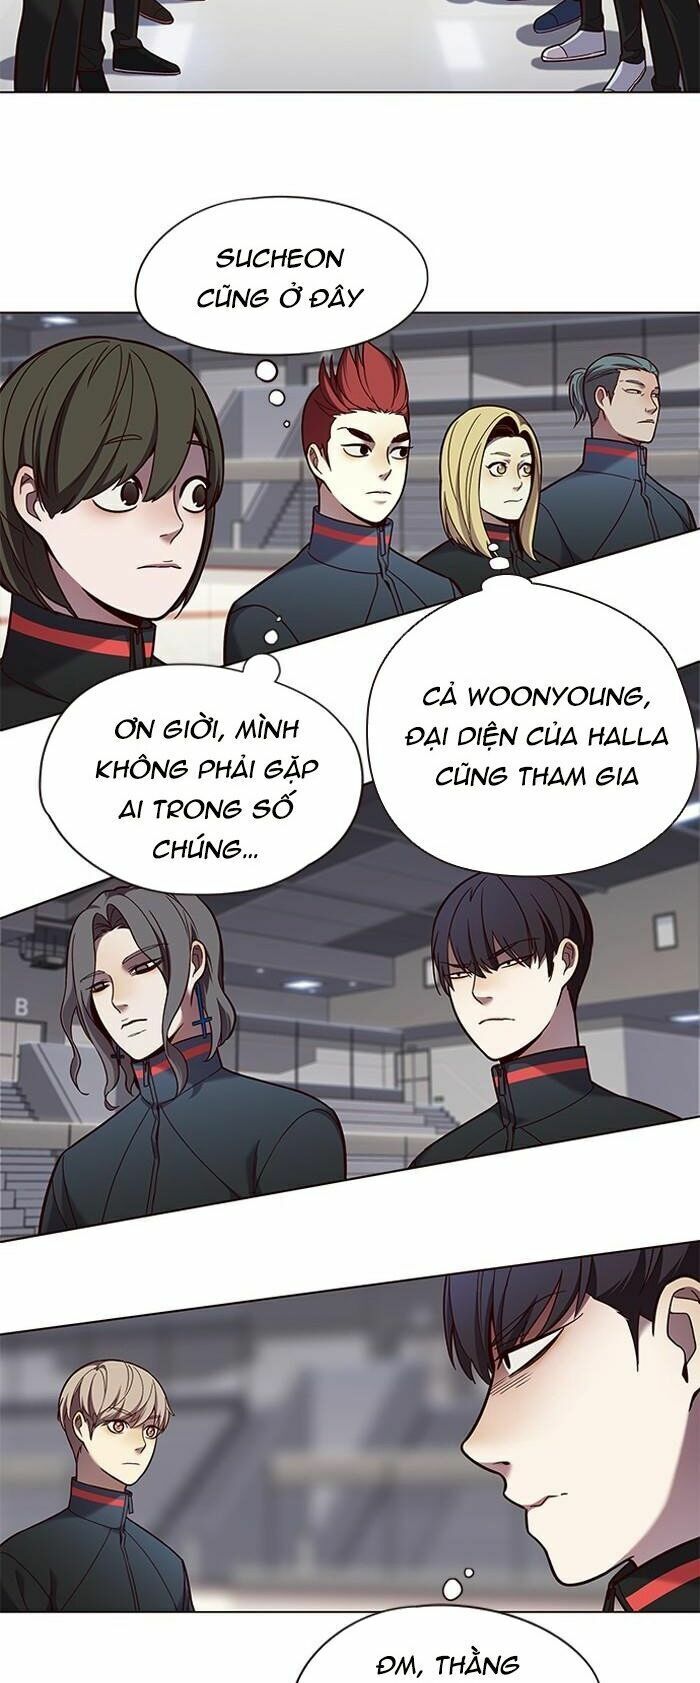 SUCHEON
CŨNG Ở ĐÂY
CẢ WOONYOUNG,
ĐẠI DIỆN CỦA HALLA
CŨNG THAM GIA
ƠN GIỜI, MÌNH
KHÔNG PHẢI GẶP
AI TRONG SỐ
CHÚNG...
B
ĐM, THẰNG